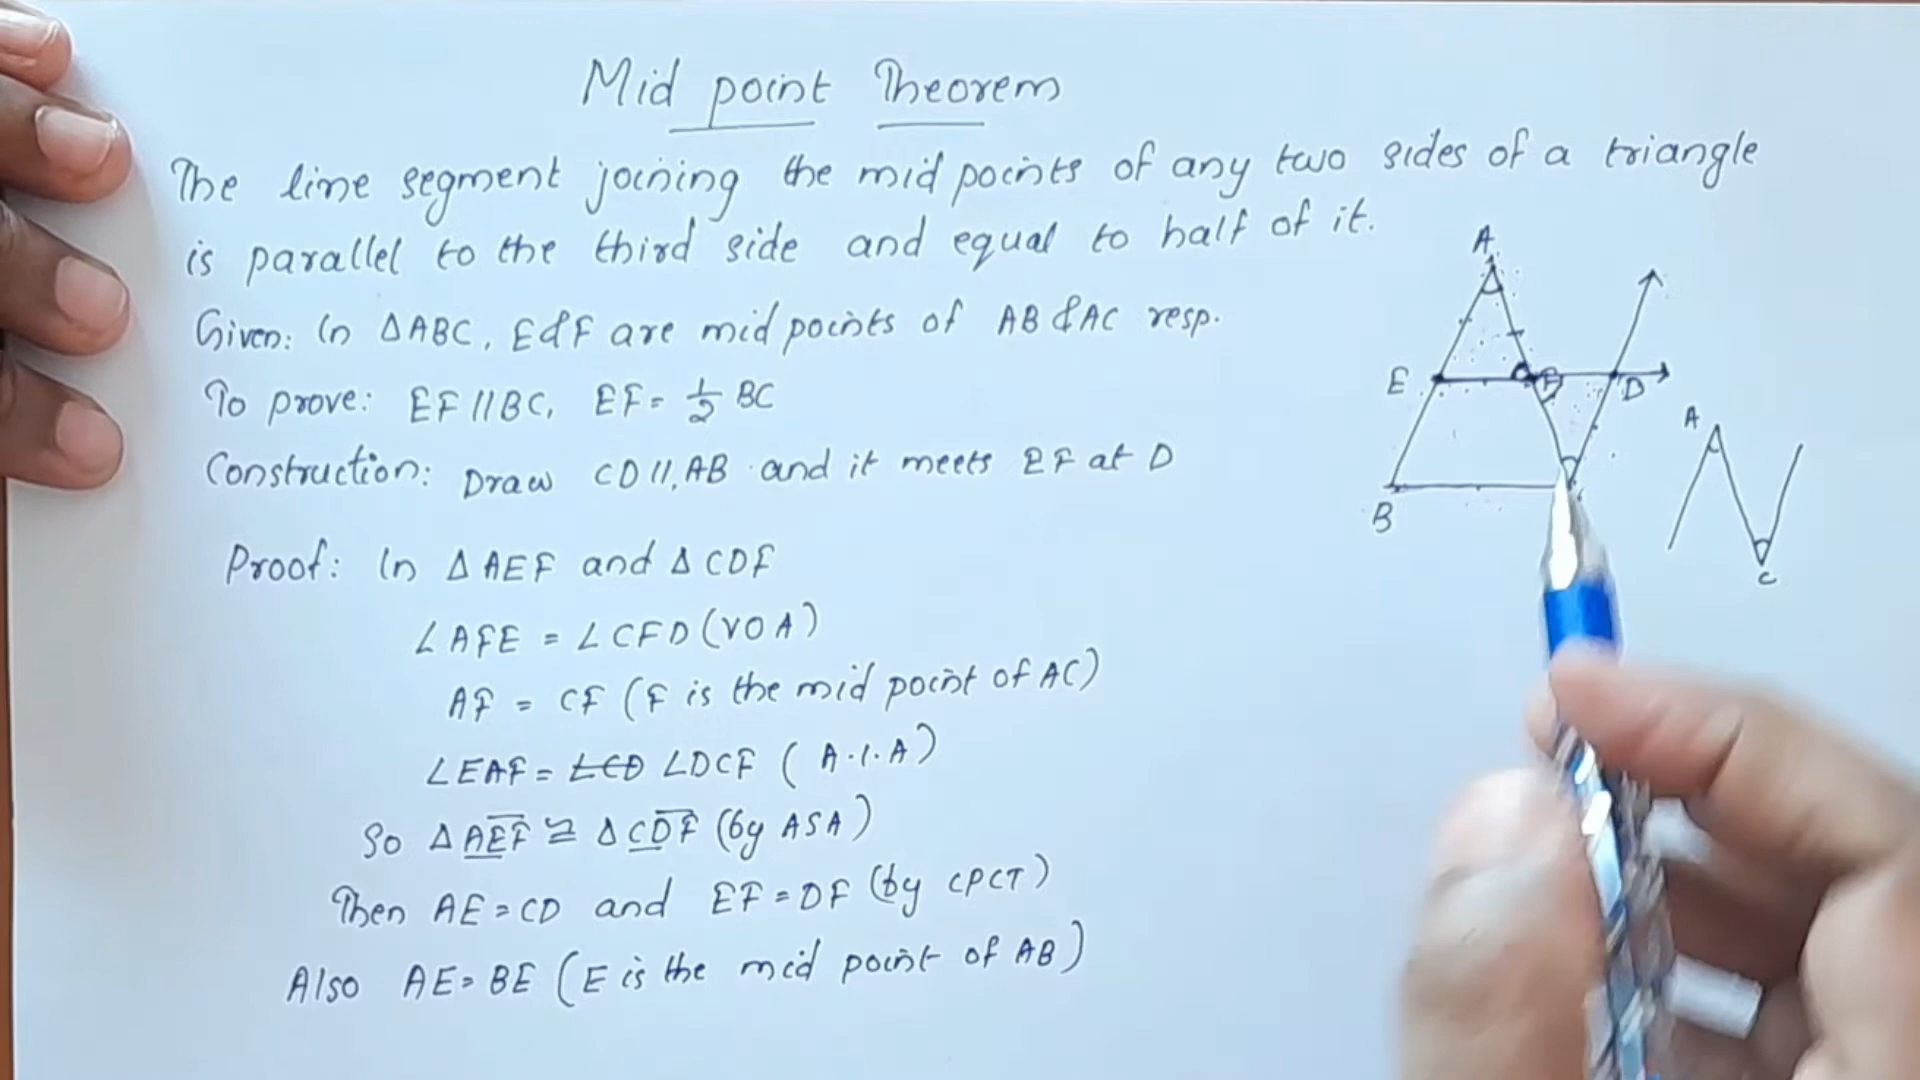 Mid point Theorem
The line segment joining the mid points of any two sides of a triangle
is parallel to the third side and equal to half of it.
Given: In ΔABC, E&F are mid points of AB &AC resp.
To prove: EF//BC, EF = 1/2 BC
Construction: Draw CD//AB and it meets EF at D
Proof: In Δ AEF and Δ CDF
∠AFE = ∠CFD (VOA)
AF = CF (F is the mid point of AC)
∠EAF = ∠CD ∠DCF (A.I.A)
So Δ AEF ≅ Δ CDF (by ASA)
Then AE = CD and EF = DF (by CPCT)
Also AE = BE (E is the mid point of AB)
A
E
F
D
B
A
C